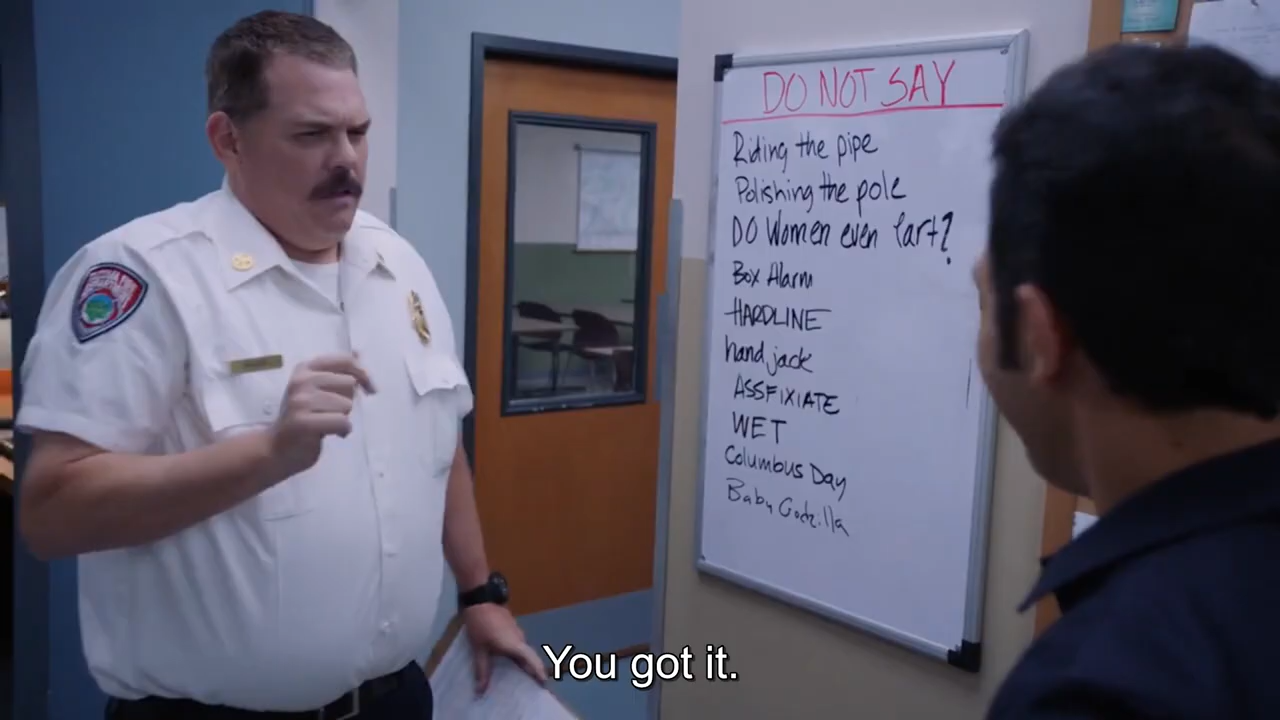 DO NOT SAY
Riding the pipe
Polishing the pole
DO Women even fart?
Box Alarm
HARDLINE
hand jack
ASSFIXIATE
WET
Columbus Day
Baby Godzilla
You got it.